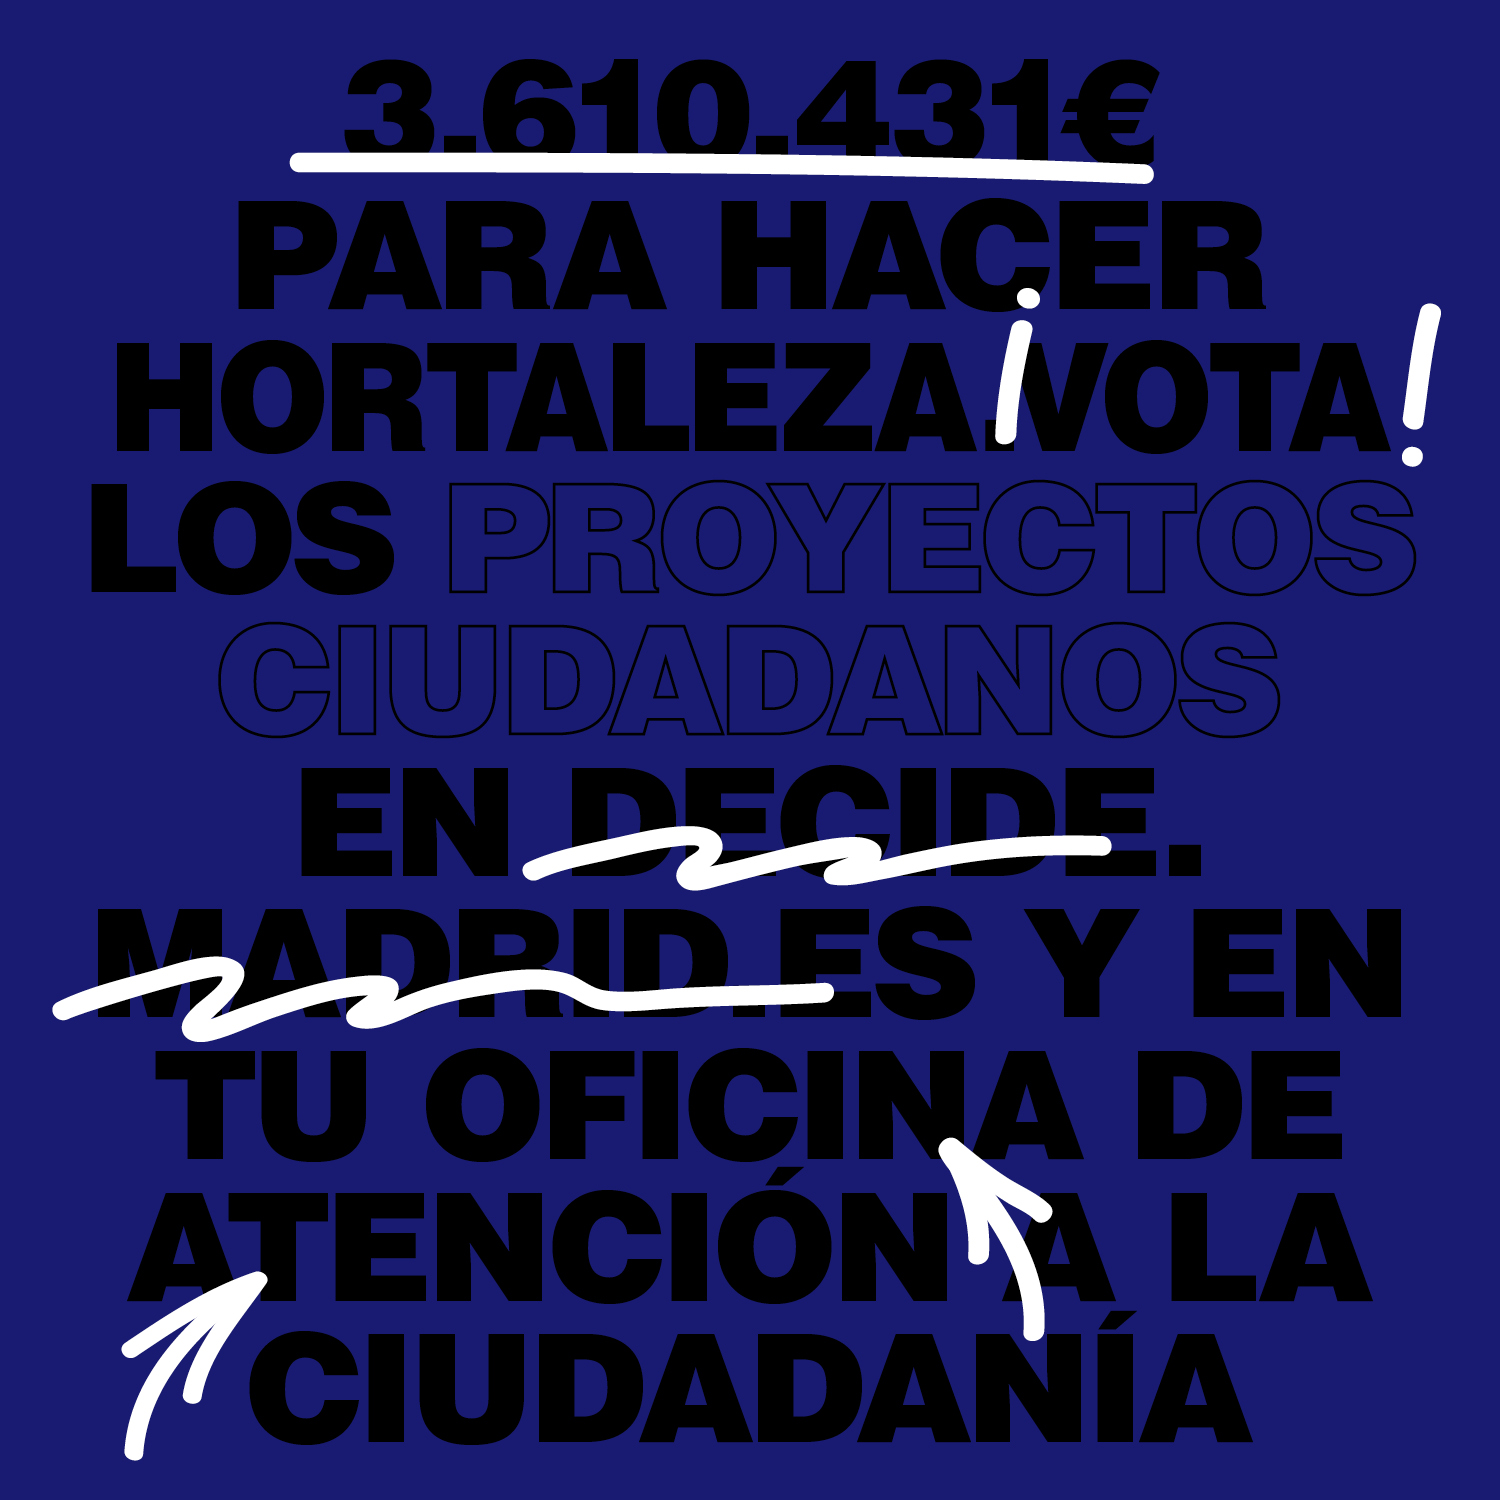 3.610.431€
PARA HACER
HORTALEZA.¡VOTA!
LOS PROYECTOS
CIUDADANOS
EN DECIDE.
MADRID.ES Y EN
TU OFICINA DE
ATENCIÓN A LA
CIUDADANÍA